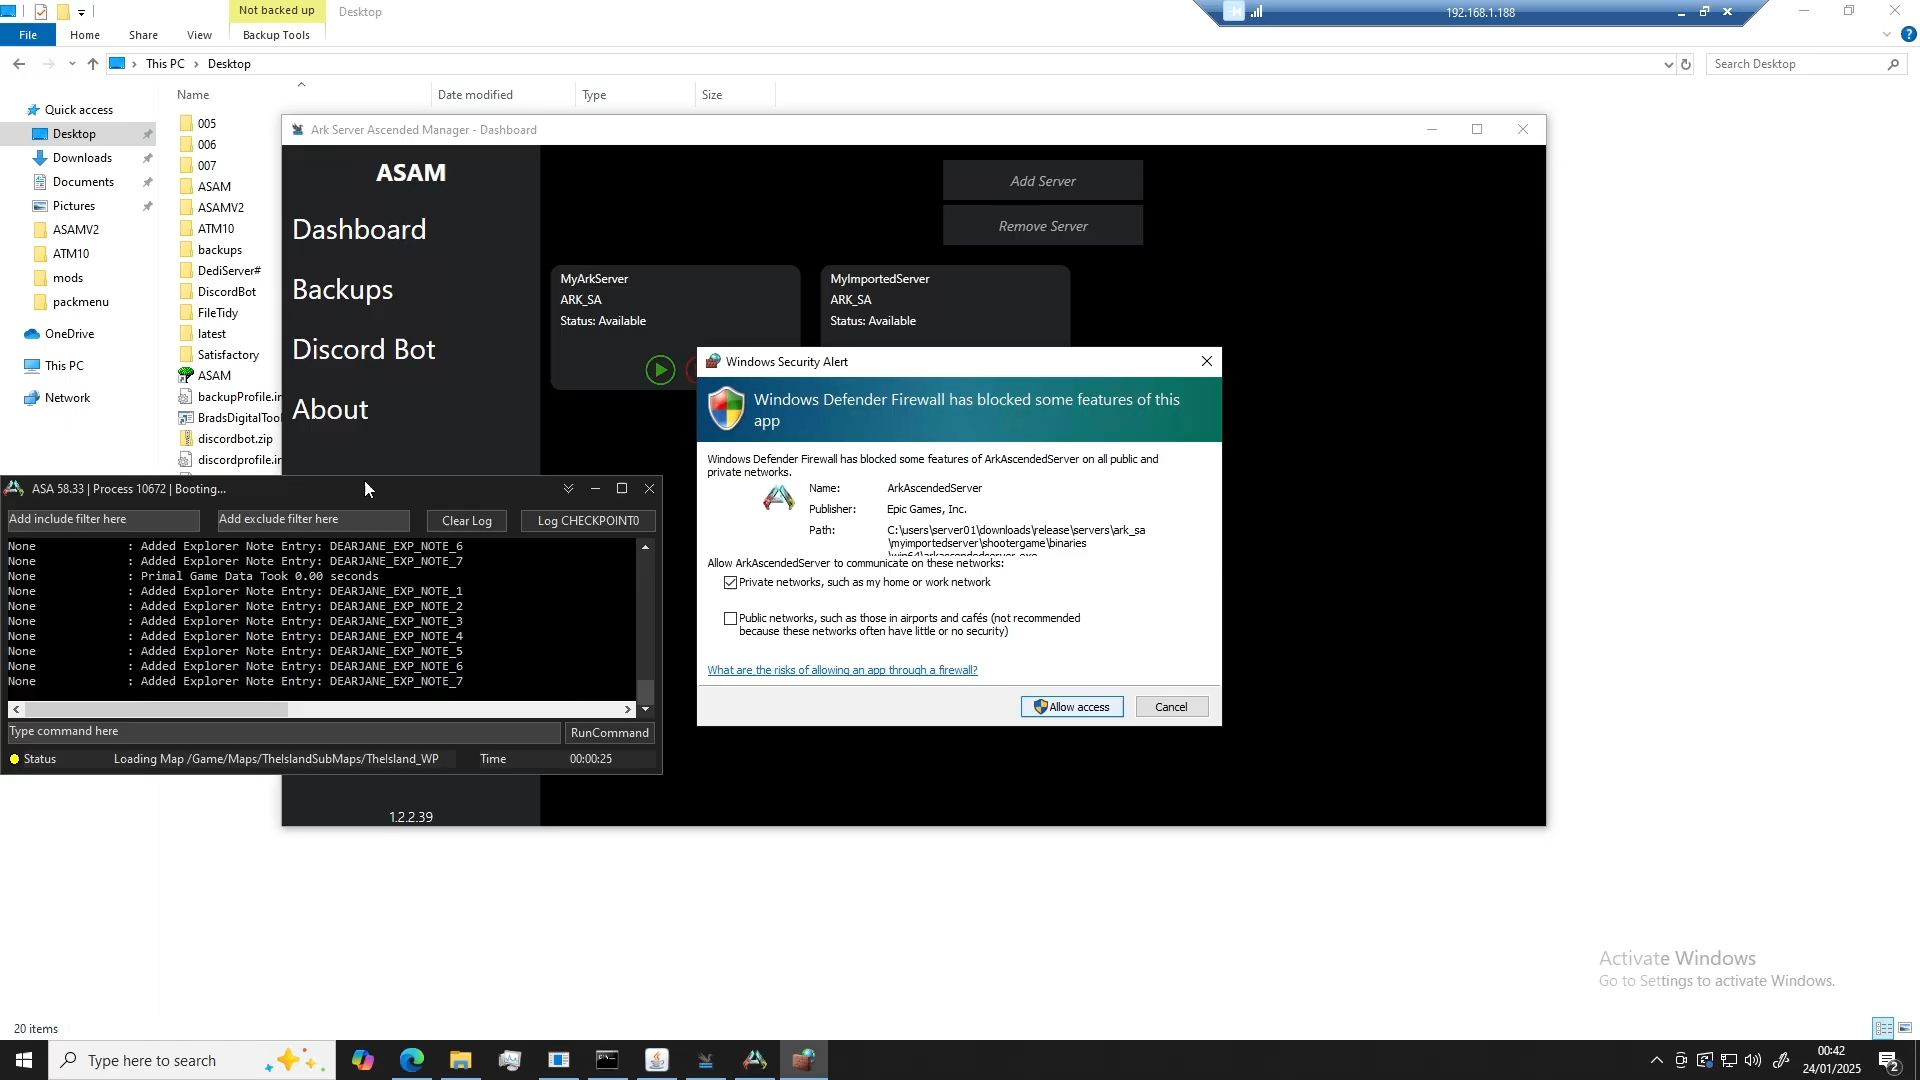 Not backed up
Desktop
192.168.1.188
File
Home
Share
View
Backup Tools
This PC
Desktop
Search Desktop
Name
Date modified
Type
Size
Quick access
Desktop
Downloads
Documents
Pictures
ASAMV2
ATM10
mods
packmenu
OneDrive
This PC
Network
005
006
007
ASAM
ASAMV2
ATM10
backups
DediServer#
DiscordBot
FileTidy
latest
Satisfactory
ASAM
backupProfile.in
BradsDigitalTool
discordbot.zip
discordprofile.in
Ark Server Ascended Manager - Dashboard
ASAM
Dashboard
Backups
Discord Bot
About
1.2.2.39
Add Server
Remove Server
MyArkServer
ARK_SA
Status: Available
MyImportedServer
ARK_SA
Status: Available
Windows Security Alert
Windows Defender Firewall has blocked some features of this
app
Windows Defender Firewall has blocked some features of ArkAscendedServer on all public and
private networks.
Name: ArkAscendedServer
Publisher: Epic Games, Inc.
Path: C:\users\server01\downloads\release\servers\ark_sa
\myimportedserver\shootergame\binaries
\win64\arkascendedserver.exe
Allow ArkAscendedServer to communicate on these networks:
Private networks, such as my home or work network
Public networks, such as those in airports and cafés (not recommended
because these networks often have little or no security)
What are the risks of allowing an app through a firewall?
Allow access
Cancel
ASA 58.33 | Process 10672 | Booting...
Add include filter here
Add exclude filter here
Clear Log
Log CHECKPOINT0
None : Added Explorer Note Entry: DEARJANE_EXP_NOTE_6
None : Added Explorer Note Entry: DEARJANE_EXP_NOTE_7
None : Primal Game Data Took 0.00 seconds
None : Added Explorer Note Entry: DEARJANE_EXP_NOTE_1
None : Added Explorer Note Entry: DEARJANE_EXP_NOTE_2
None : Added Explorer Note Entry: DEARJANE_EXP_NOTE_3
None : Added Explorer Note Entry: DEARJANE_EXP_NOTE_4
None : Added Explorer Note Entry: DEARJANE_EXP_NOTE_5
None : Added Explorer Note Entry: DEARJANE_EXP_NOTE_6
None : Added Explorer Note Entry: DEARJANE_EXP_NOTE_7
Type command here
RunCommand
Status
Loading Map /Game/Maps/TheIslandSubMaps/TheIsland_WP
Time
00:00:25
Activate Windows
Go to Settings to activate Windows.
20 items
Type here to search
00:42
24/01/2025
2